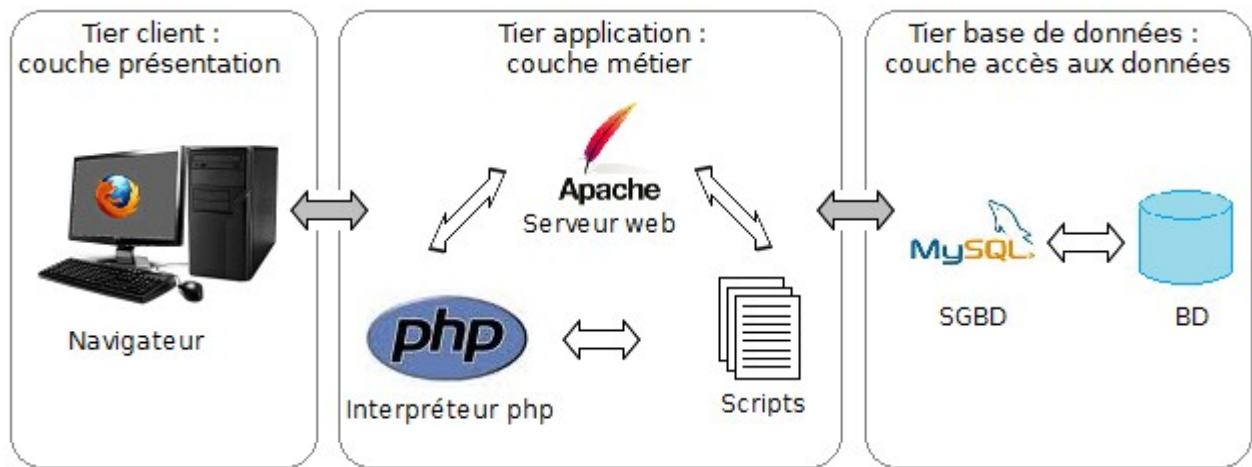 Tier client :
couche présentation
Navigateur
Tier application :
couche métier
Apache
Serveur web
php
Interpréteur php
Scripts
Tier base de données :
couche accès aux données
MySQL
SGBD
BD